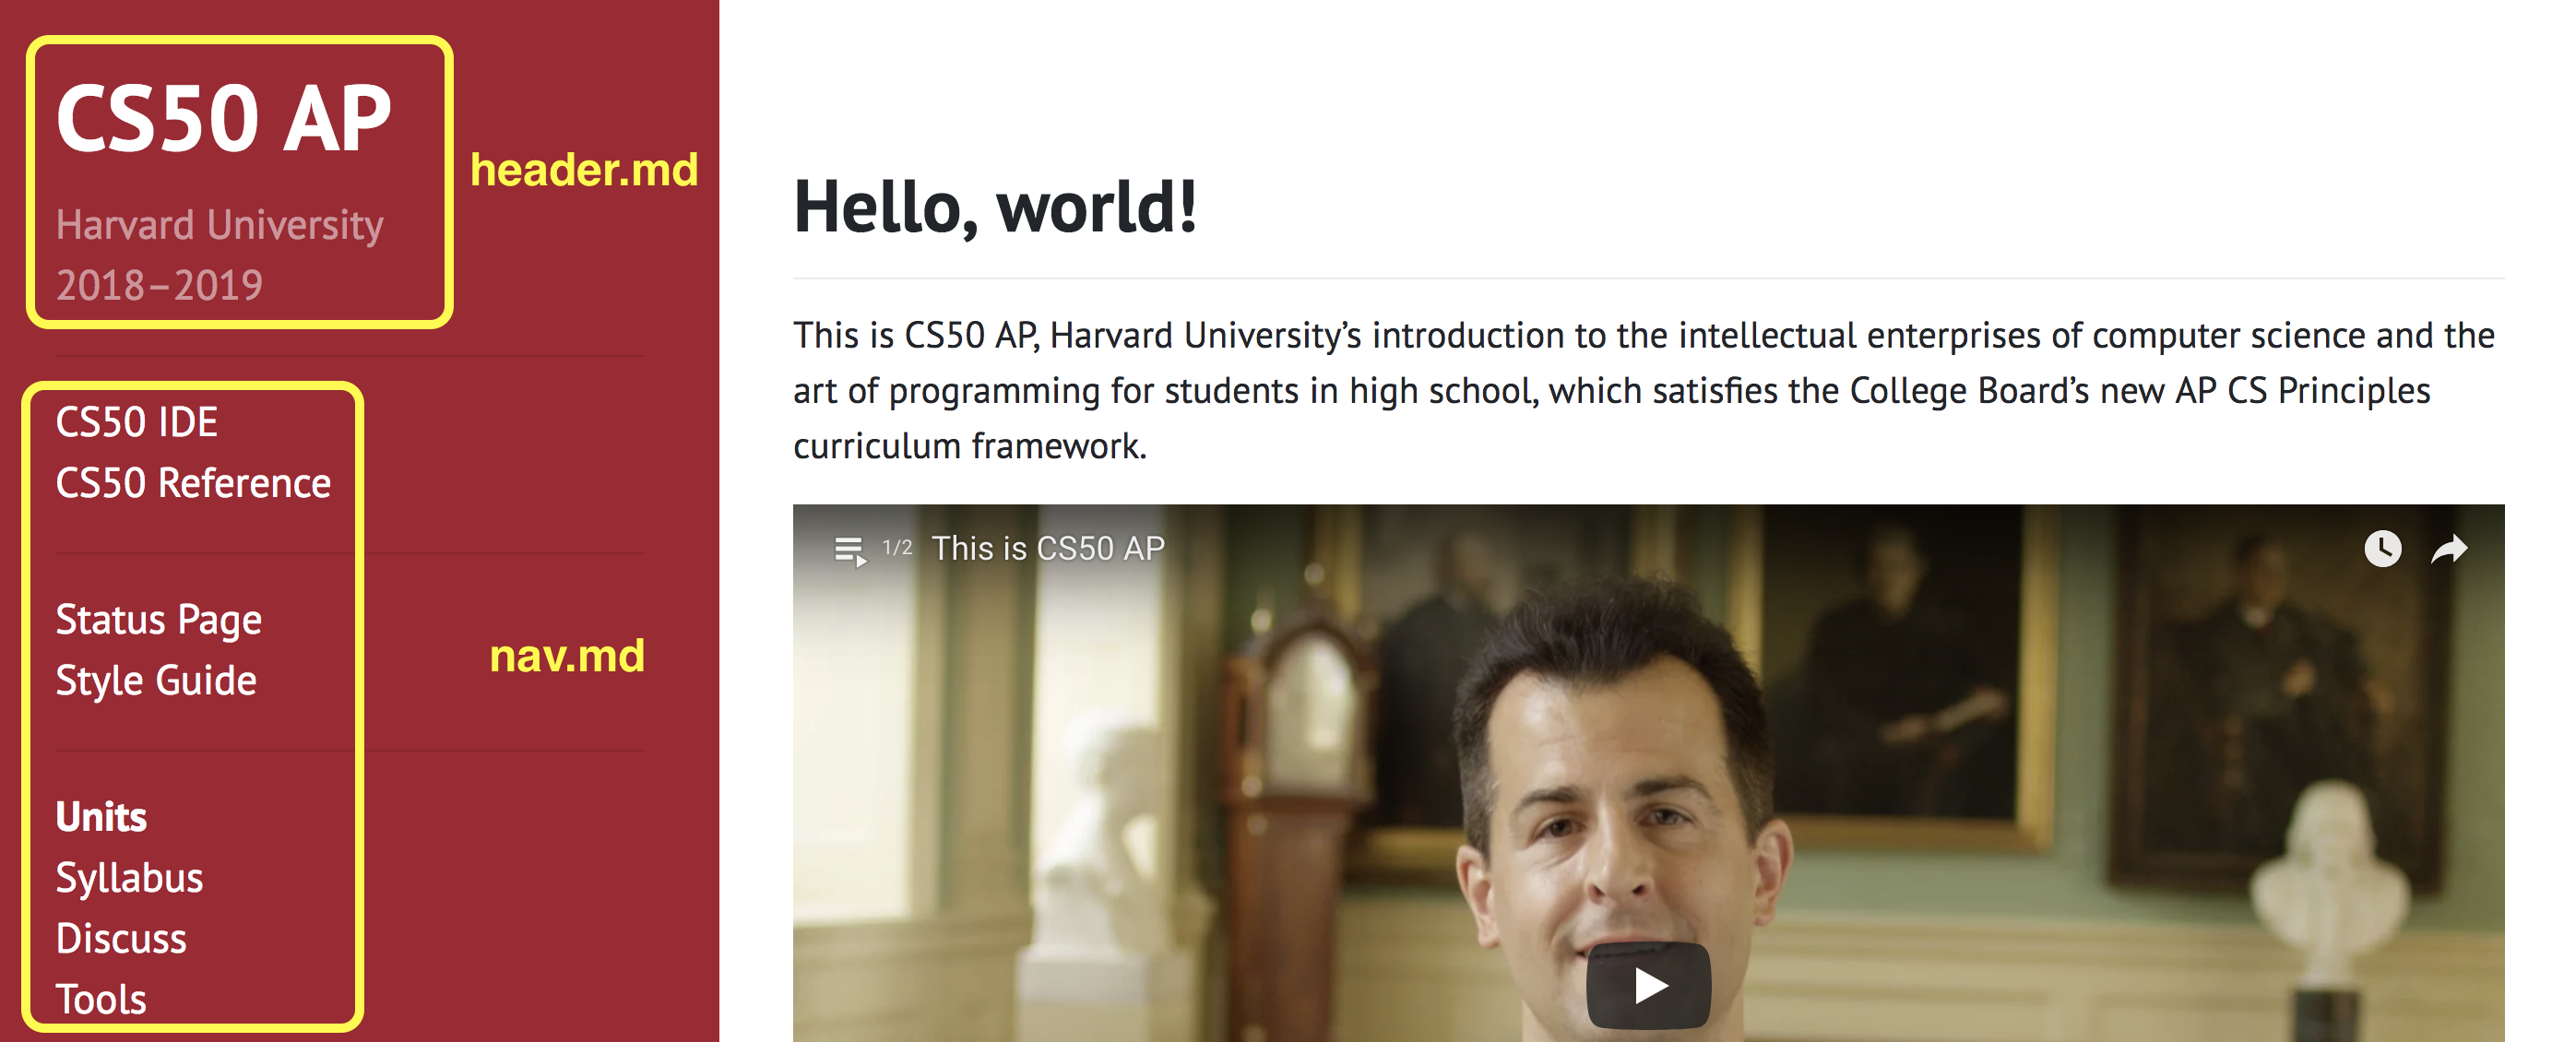 CS50 AP
Harvard University
2018–2019
header.md
CS50 IDE
CS50 Reference
Status Page
Style Guide
nav.md
Units
Syllabus
Discuss
Tools
Hello, world!
This is CS50 AP, Harvard University’s introduction to the intellectual enterprises of computer science and the
art of programming for students in high school, which satisfies the College Board’s new AP CS Principles
curriculum framework.
1/2 This is CS50 AP